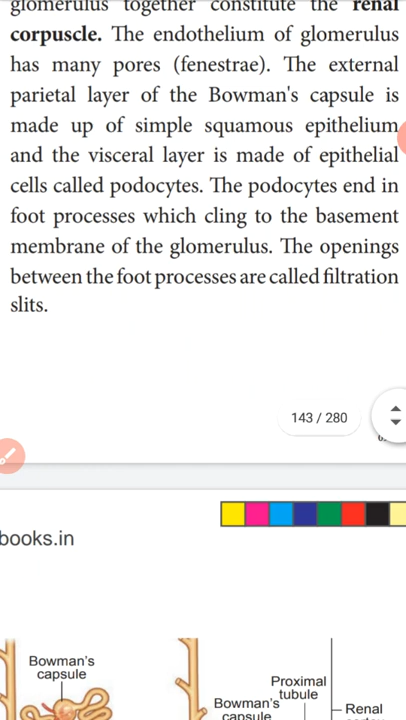 glomerulus together constitute the renal
corpuscle. The endothelium of glomerulus
has many pores (fenestrae). The external
parietal layer of the Bowman's capsule is
made up of simple squamous epithelium
and the visceral layer is made of epithelial
cells called podocytes. The podocytes end in
foot processes which cling to the basement
membrane of the glomerulus. The openings
between the foot processes are called filtration
slits.
143 / 280
books.in
Bowman's
capsule
Proximal
tubule
Bowman's
capsule
Renal